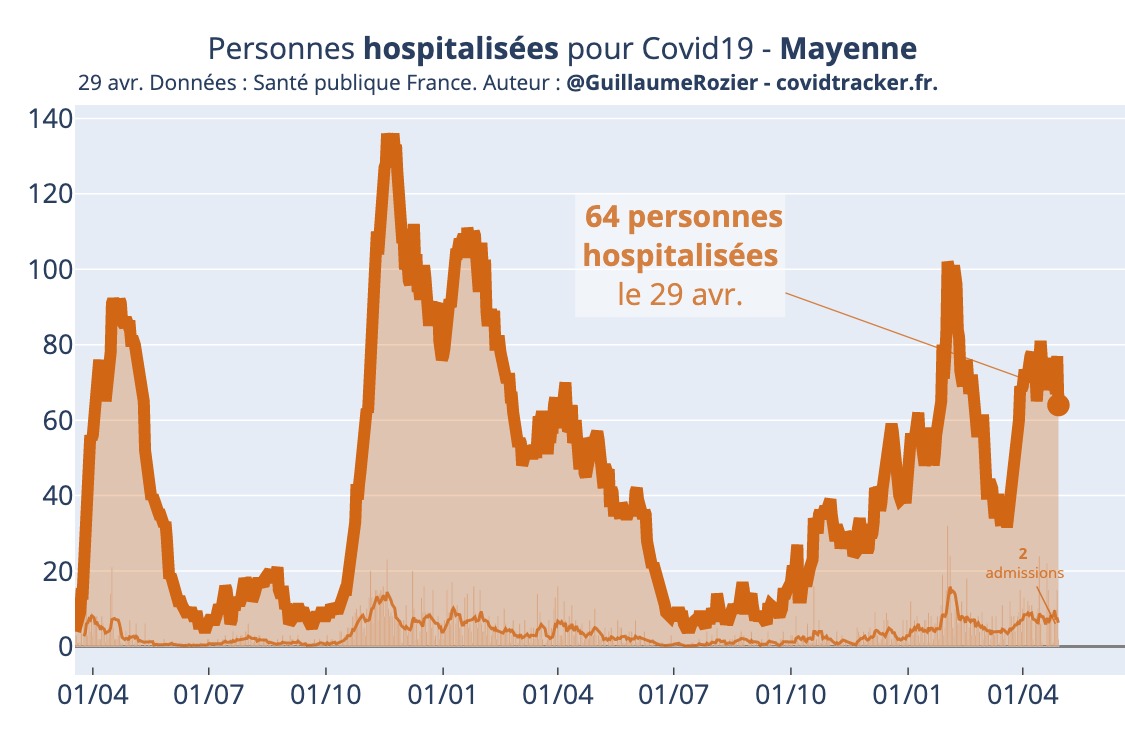 Personnes hospitalisées pour Covid19 - Mayenne
29 avr. Données : Santé publique France. Auteur : @GuillaumeRozier - covidtracker.fr.
140
120
100
80
60
40
20
0
64 personnes
hospitalisées
le 29 avr.
2
admissions
01/04 01/07 01/10 01/01 01/04 01/07 01/10 01/01 01/04